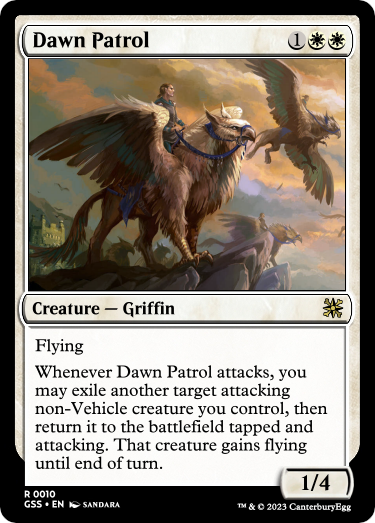 Dawn Patrol 1
Creature — Griffin
Flying
Whenever Dawn Patrol attacks, you
may exile another target attacking
non-Vehicle creature you control, then
return it to the battlefield tapped and
attacking. That creature gains flying
until end of turn.
1/4
R 0010
GSS • EN SANDARA
™ & © 2023 CanterburyEgg